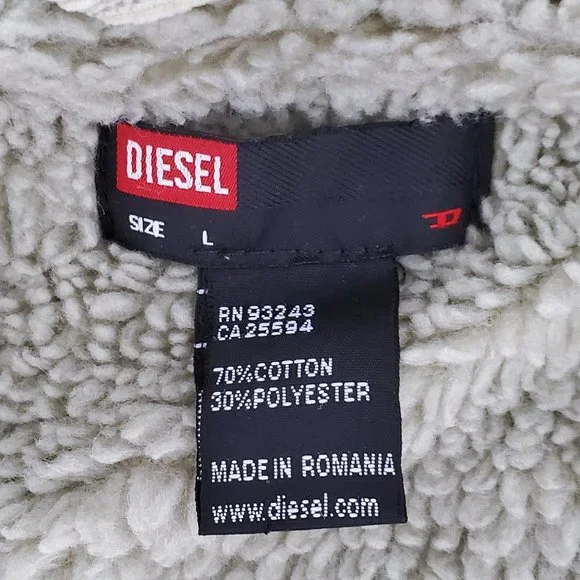 DIESEL
SIZE L
RN 93243
CA 25594
70%COTTON
30%POLYESTER
MADE IN ROMANIA
www.diesel.com